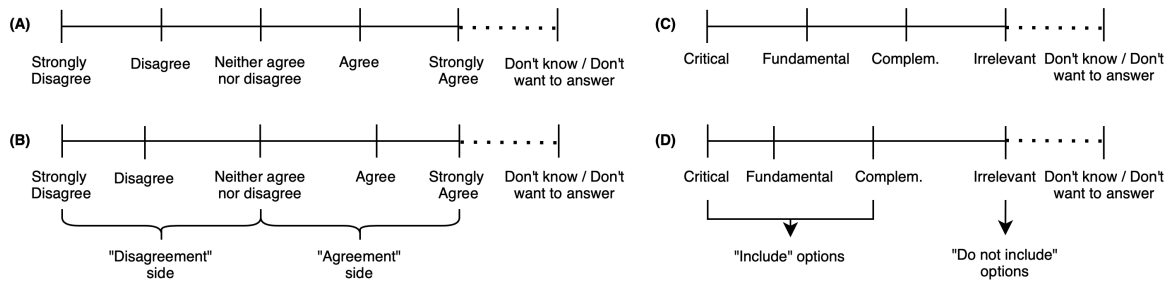 (A)
Strongly
Disagree
Disagree
Neither agree
nor disagree
Agree
Strongly
Agree
Don't know / Don't
want to answer
(C)
Critical
Fundamental
Complem.
Irrelevant
Don't know / Don't
want to answer
(B)
Strongly
Disagree
Disagree
Neither agree
nor disagree
Agree
Strongly
Agree
Don't know / Don't
want to answer
"Disagreement"
side
"Agreement"
side
(D)
Critical
Fundamental
Complem.
Irrelevant
Don't know / Don't
want to answer
"Include" options
"Do not include"
options